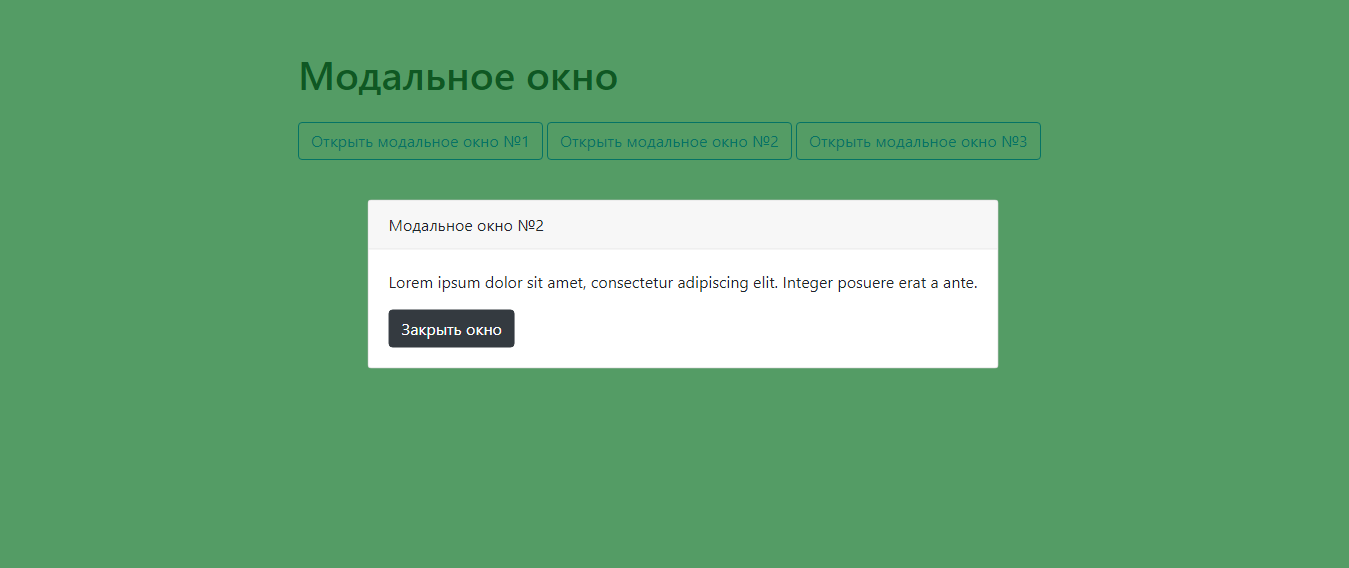 Модальное окно
Открыть модальное окно №1 Открыть модальное окно №2 Открыть модальное окно №3
Модальное окно №2
Lorem ipsum dolor sit amet, consectetur adipiscing elit. Integer posuere erat a ante.
Закрыть окно